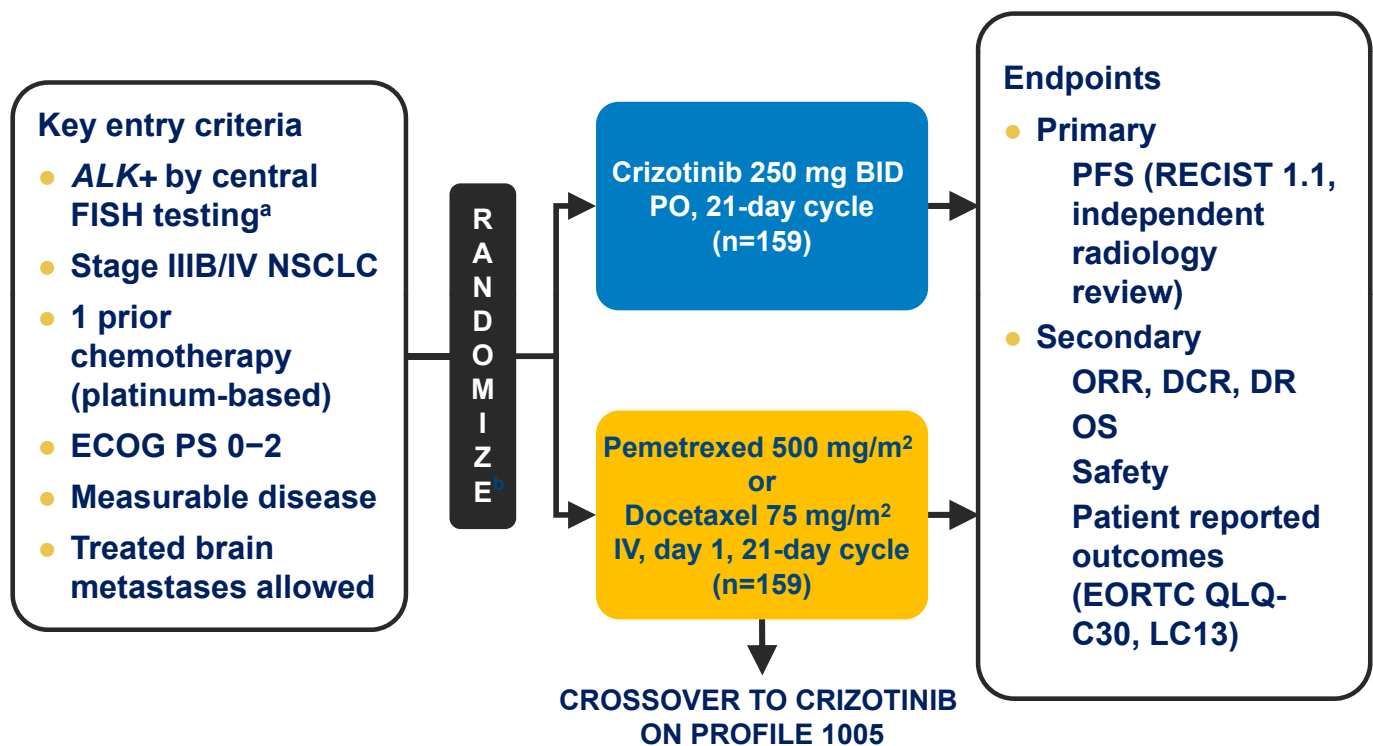 Key entry criteria
• ALK+ by central
FISH testingᵃ
• Stage IIIB/IV NSCLC
• 1 prior
chemotherapy
(platinum-based)
• ECOG PS 0−2
• Measurable disease
• Treated brain
metastases allowed
R
A
N
D
O
M
I
Z
Eᵇ
Crizotinib 250 mg BID
PO, 21-day cycle
(n=159)
Pemetrexed 500 mg/m²
or
Docetaxel 75 mg/m²
IV, day 1, 21-day cycle
(n=159)
CROSSOVER TO CRIZOTINIB
ON PROFILE 1005
Endpoints
• Primary
PFS (RECIST 1.1,
independent
radiology
review)
• Secondary
ORR, DCR, DR
OS
Safety
Patient reported
outcomes
(EORTC QLQ-
C30, LC13)